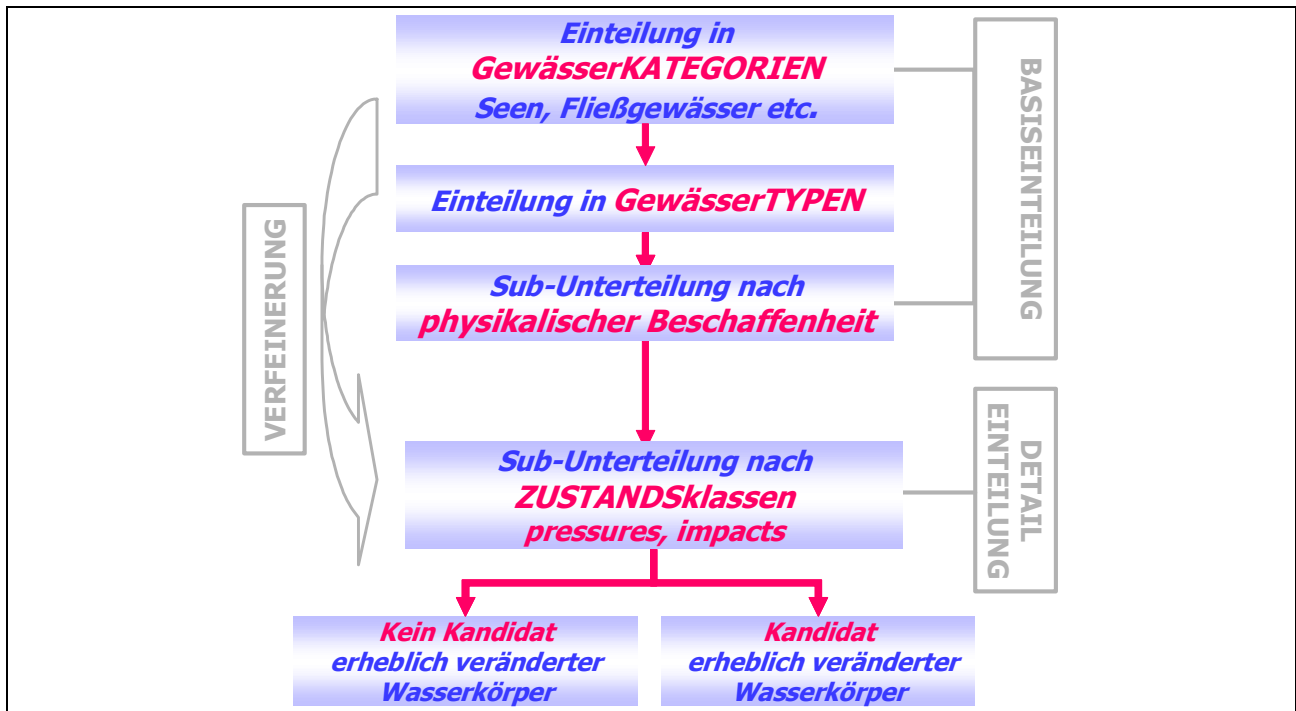 Einteilung in
GewässerKATEGORIEN
Seen, Fließgewässer etc.
Einteilung in GewässerTYPEN
Sub-Unterteilung nach
physikalischer Beschaffenheit
Sub-Unterteilung nach
ZUSTANDSklassen
pressures, impacts
Kein Kandidat
erheblich veränderter
Wasserkörper
Kandidat
erheblich veränderter
Wasserkörper
VERFEINERUNG
BASISEINTEILUNG
DETAIL
EINTEILUNG